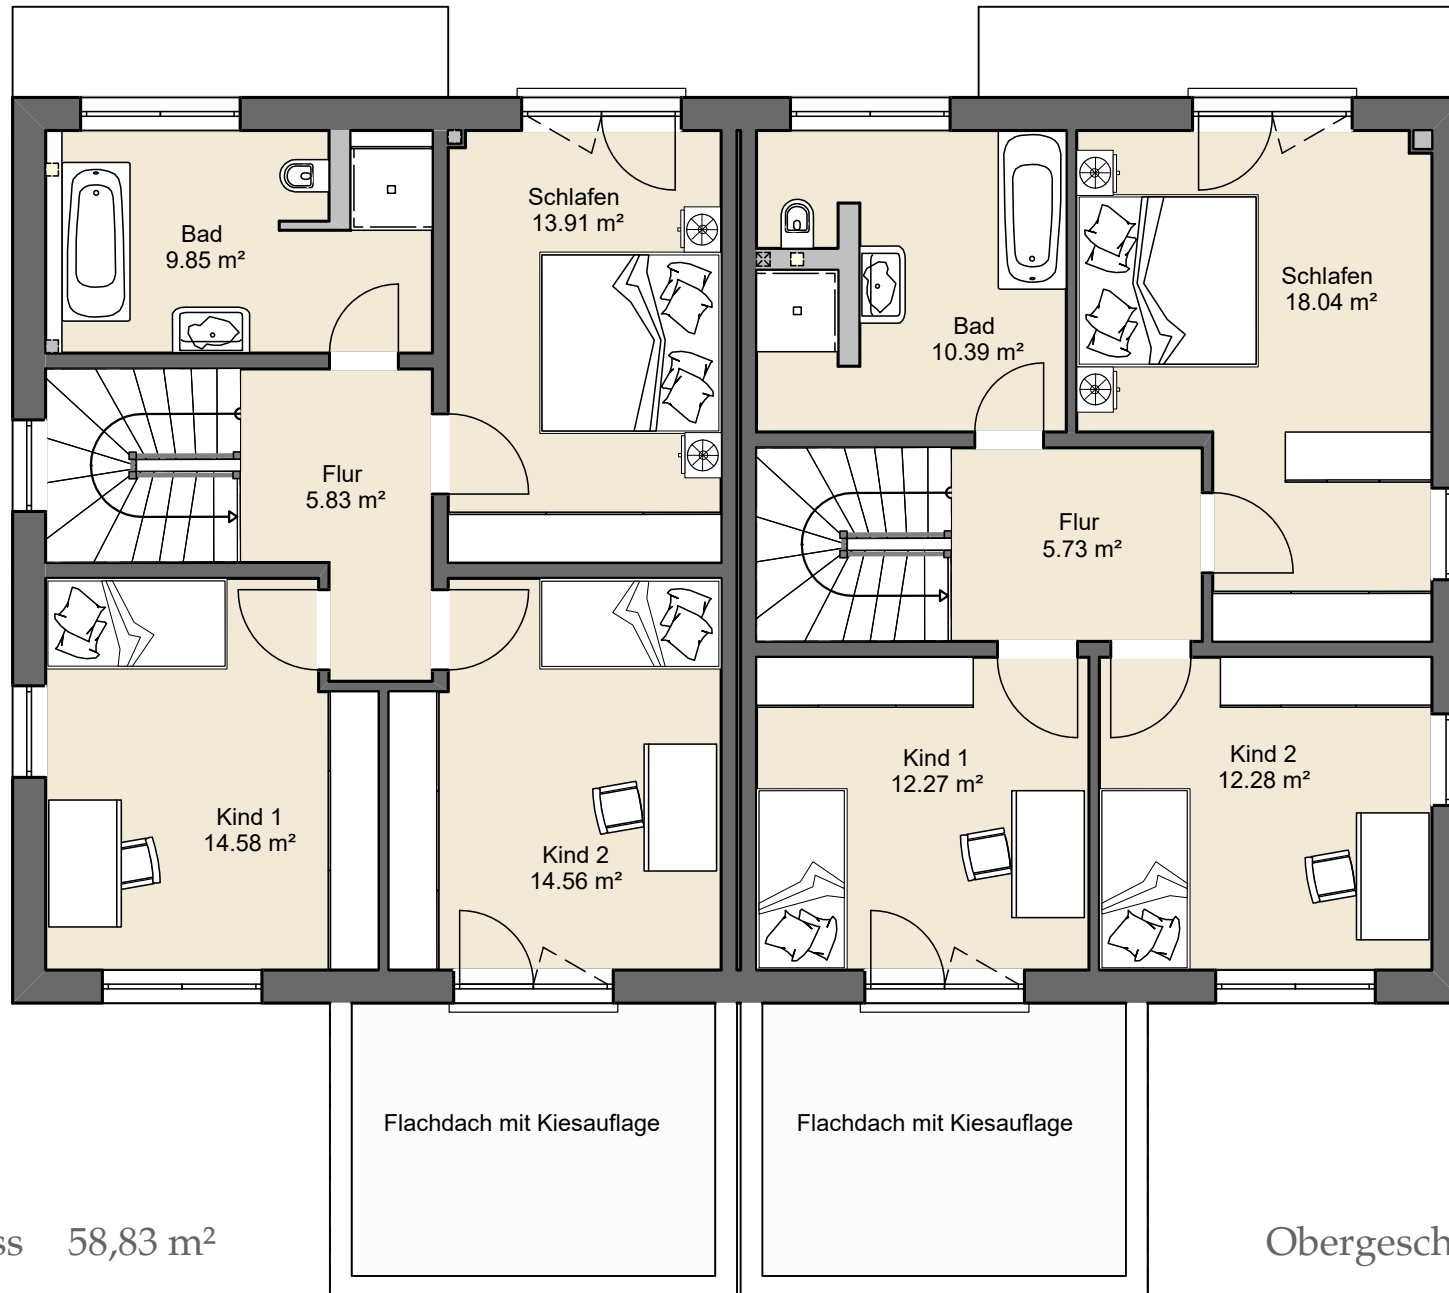 Schlafen
13.91 m²
Bad
9.85 m²
Schlafen
18.04 m²
Bad
10.39 m²
Flur
5.83 m²
Flur
5.73 m²
Kind 1
14.58 m²
Kind 2
14.56 m²
Kind 1
12.27 m²
Kind 2
12.28 m²
Flachdach mit Kiesauflage
Flachdach mit Kiesauflage
ss 58,83 m²
Obergesch